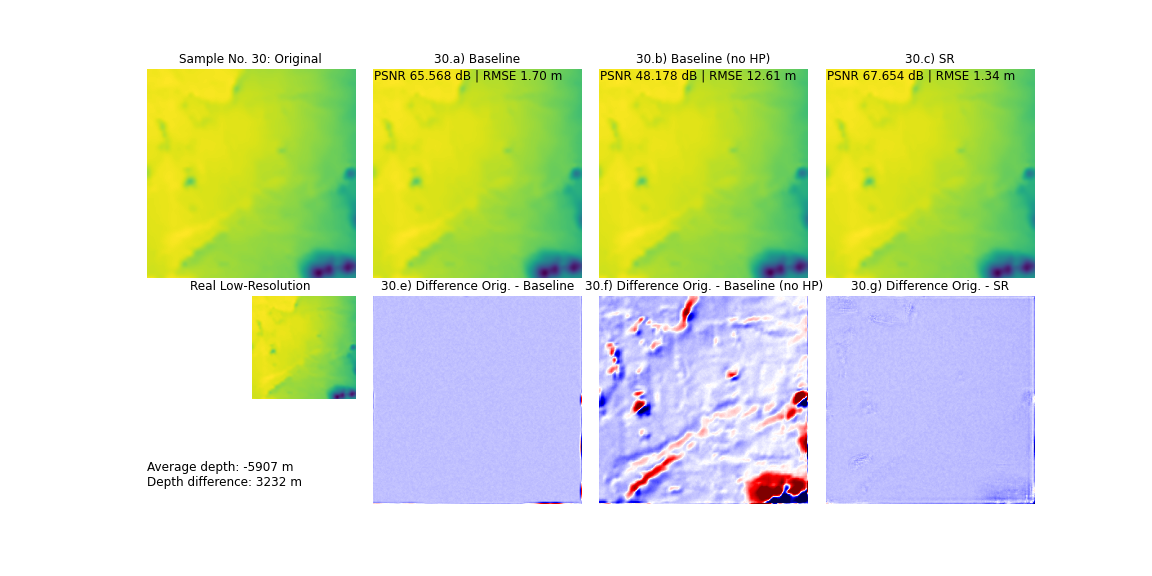 Sample No. 30: Original
30.a) Baseline
30.b) Baseline (no HP)
30.c) SR
PSNR 65.568 dB | RMSE 1.70 m
PSNR 48.178 dB | RMSE 12.61 m
PSNR 67.654 dB | RMSE 1.34 m
Real Low-Resolution
30.e) Difference Orig. - Baseline
30.f) Difference Orig. - Baseline (no HP)
30.g) Difference Orig. - SR
Average depth: -5907 m
Depth difference: 3232 m